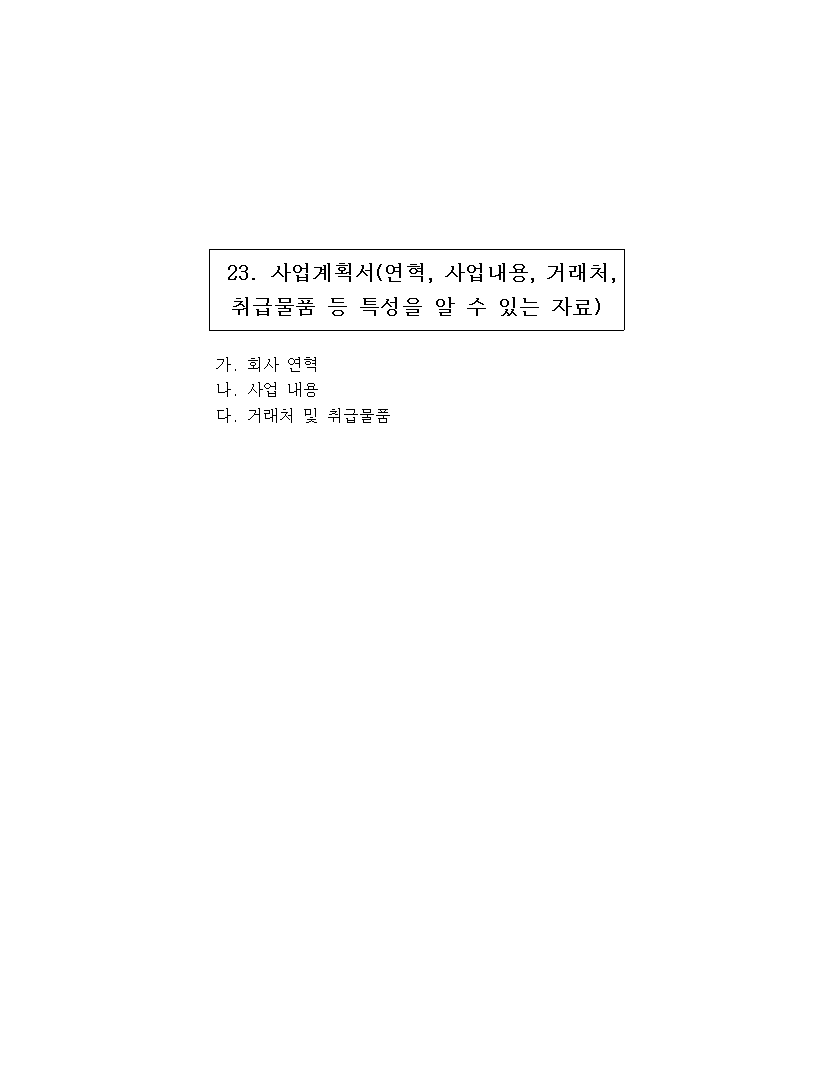 23. 사업계획서(연혁, 사업내용, 거래처,
취급물품 등 특성을 알 수 있는 자료)
가. 회사 연혁
나. 사업 내용
다. 거래처 및 취급물품